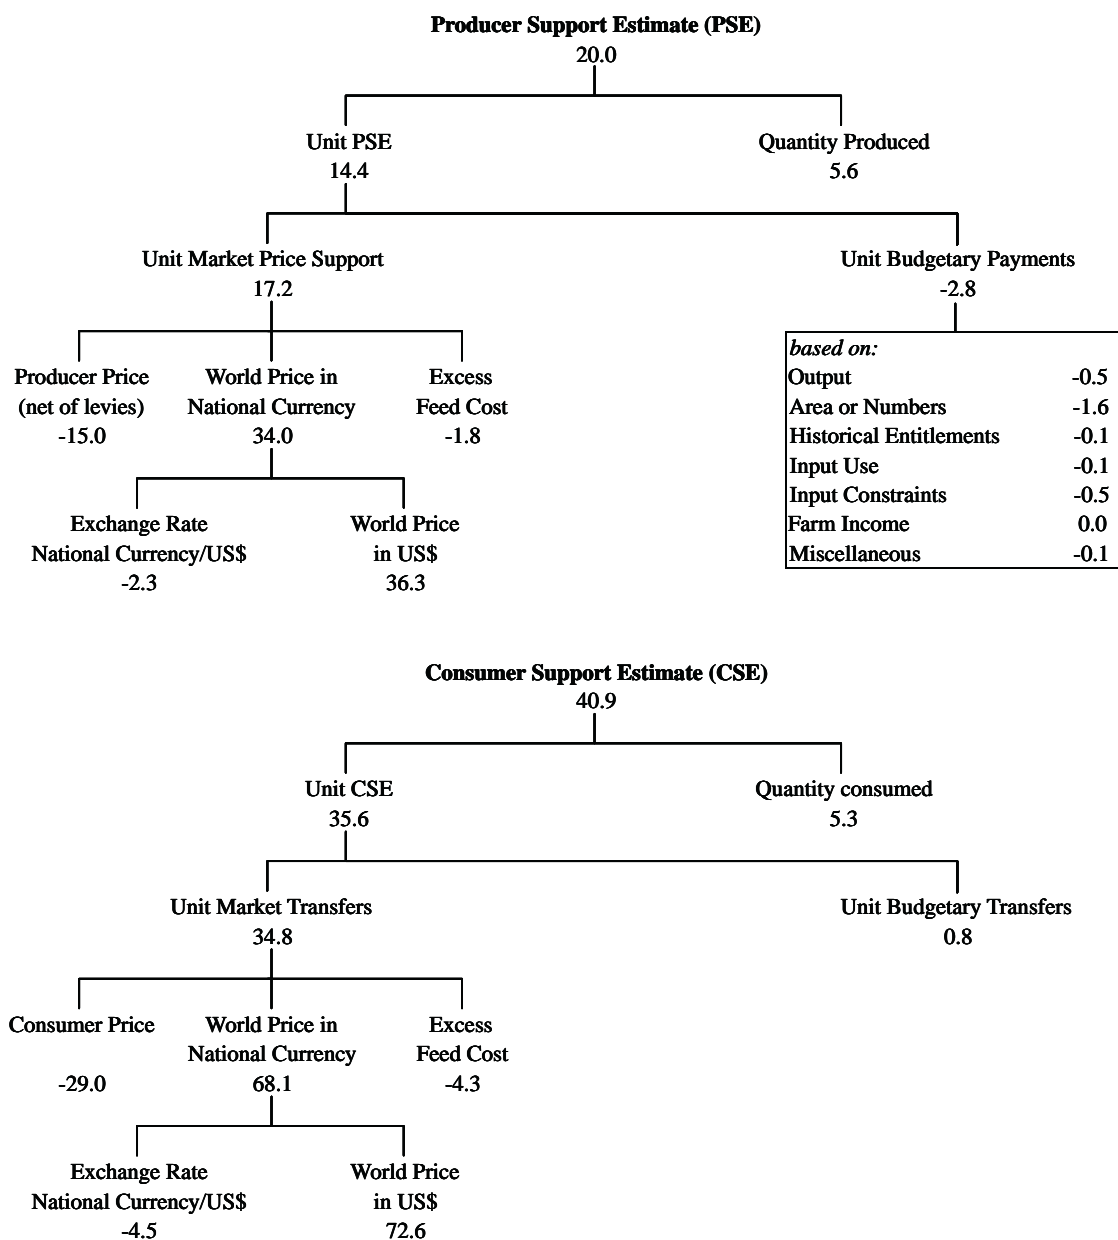 Producer Support Estimate (PSE)
20.0
Unit PSE Quantity Produced
14.4 5.6
Unit Market Price Support Unit Budgetary Payments
17.2 -2.8
based on:
Producer Price World Price in Excess Output -0.5
(net of levies) National Currency Feed Cost Area or Numbers -1.6
-15.0 34.0 -1.8 Historical Entitlements -0.1
Input Use -0.1
Input Constraints -0.5
Exchange Rate World Price Farm Income 0.0
National Currency/US$ in US$ Miscellaneous -0.1
-2.3 36.3
Consumer Support Estimate (CSE)
40.9
Unit CSE Quantity consumed
35.6 5.3
Unit Market Transfers Unit Budgetary Transfers
34.8 0.8
Consumer Price World Price in Excess
National Currency Feed Cost
-29.0 68.1 -4.3
Exchange Rate World Price
National Currency/US$ in US$
-4.5 72.6